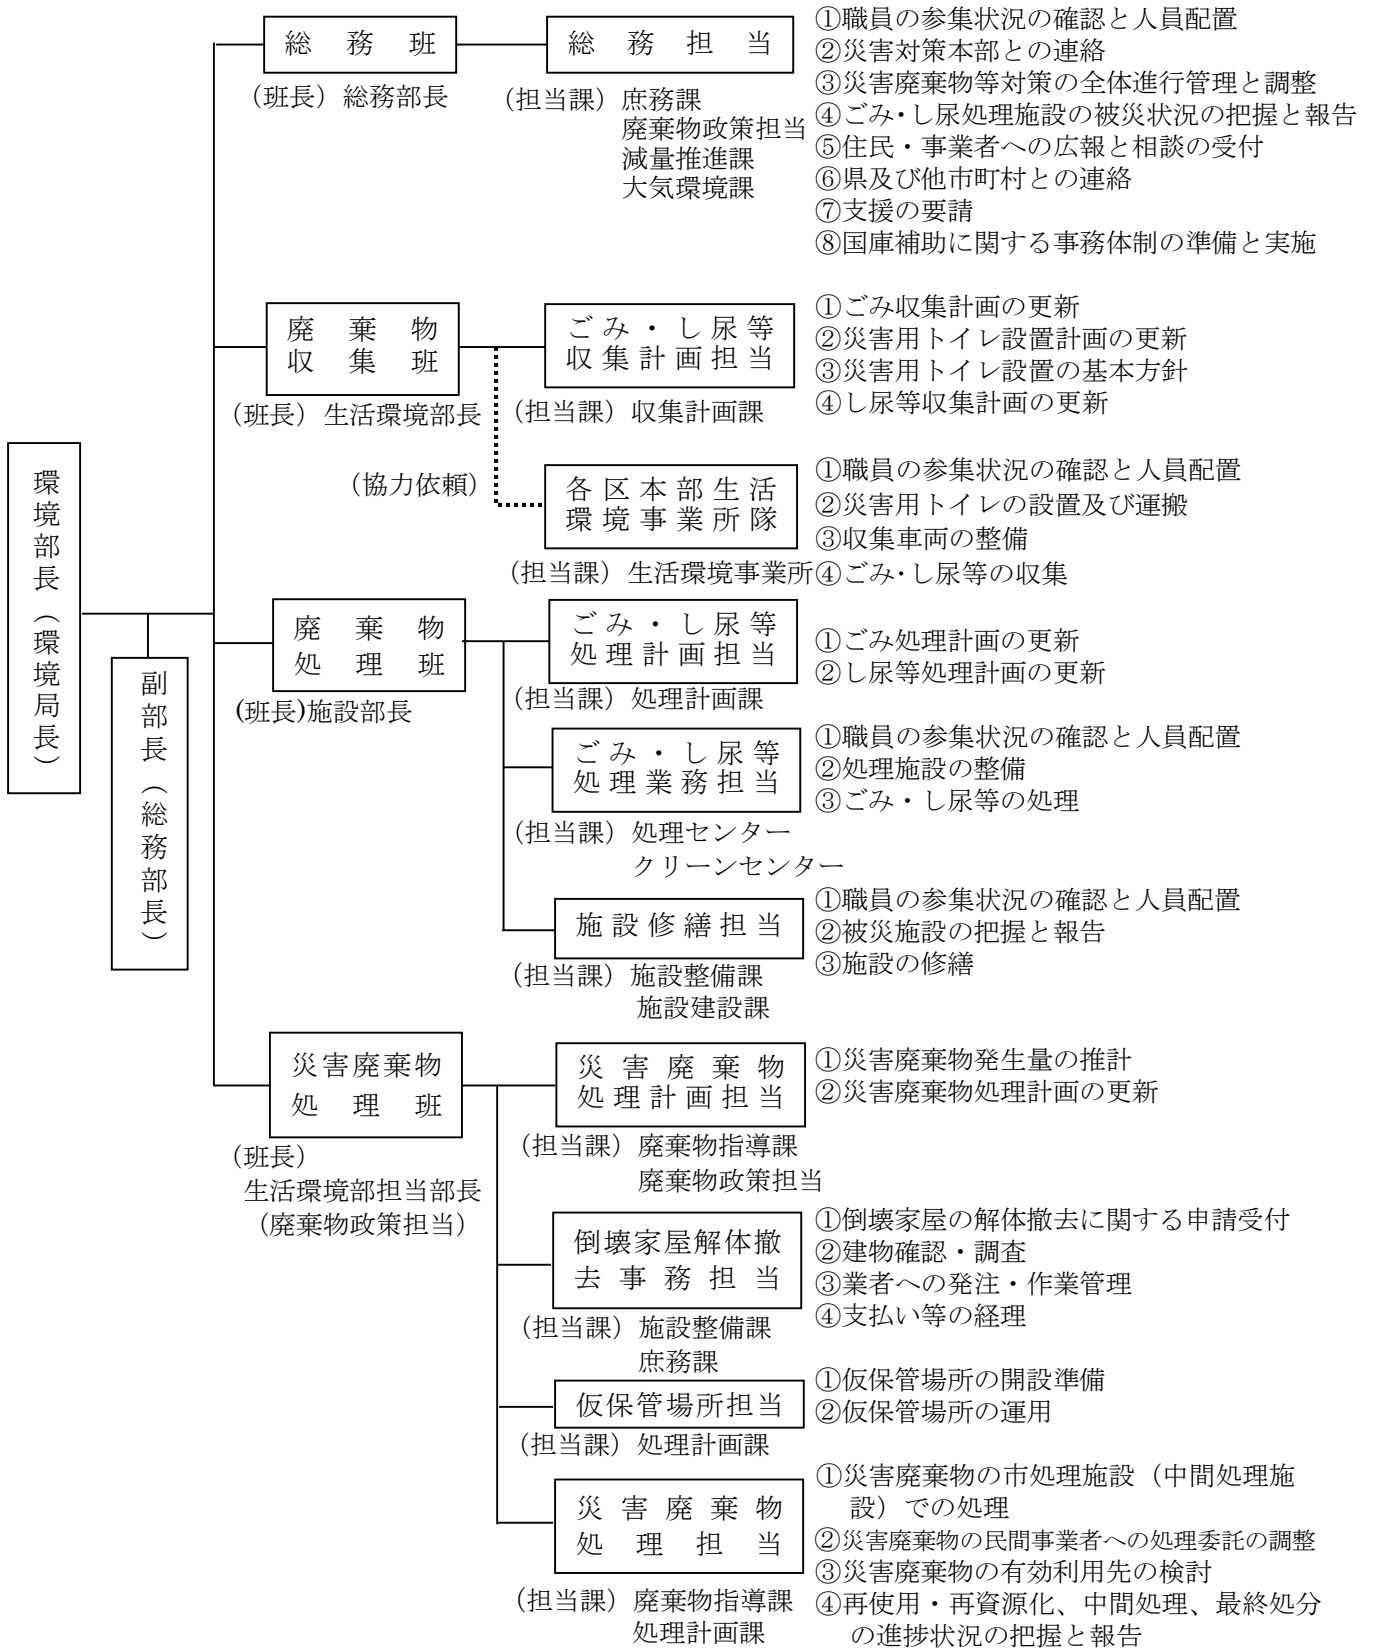 環境部長（環境局長）
副部長（総務部長）
総務班
（班長）総務部長
総務担当
（担当課）庶務課
廃棄物政策担当
減量推進課
大気環境課
①職員の参集状況の確認と人員配置
②災害対策本部との連絡
③災害廃棄物等対策の全体進行管理と調整
④ごみ・し尿処理施設の被災状況の把握と報告
⑤住民・事業者への広報と相談の受付
⑥県及び他市町村との連絡
⑦支援の要請
⑧国庫補助に関する事務体制の準備と実施
廃棄物
収集班
（班長）生活環境部長
ごみ・し尿等
収集計画担当
（担当課）収集計画課
①ごみ収集計画の更新
②災害用トイレ設置計画の更新
③災害用トイレ設置の基本方針
④し尿等収集計画の更新
（協力依頼）
各区本部生活
環境事業所隊
（担当課）生活環境事業所
①職員の参集状況の確認と人員配置
②災害用トイレの設置及び運搬
③収集車両の整備
④ごみ・し尿等の収集
廃棄物
処理班
(班長)施設部長
ごみ・し尿等
処理計画担当
（担当課）処理計画課
①ごみ処理計画の更新
②し尿等処理計画の更新
ごみ・し尿等
処理業務担当
（担当課）処理センター
クリーンセンター
①職員の参集状況の確認と人員配置
②処理施設の整備
③ごみ・し尿等の処理
施設修繕担当
（担当課）施設整備課
施設建設課
①職員の参集状況の確認と人員配置
②被災施設の把握と報告
③施設の修繕
災害廃棄物
処理班
（班長）
生活環境部担当部長
（廃棄物政策担当）
災害廃棄物
処理計画担当
（担当課）廃棄物指導課
廃棄物政策担当
①災害廃棄物発生量の推計
②災害廃棄物処理計画の更新
倒壊家屋解体撤
去事務担当
（担当課）施設整備課
庶務課
①倒壊家屋の解体撤去に関する申請受付
②建物確認・調査
③業者への発注・作業管理
④支払い等の経理
仮保管場所担当
（担当課）処理計画課
①仮保管場所の開設準備
②仮保管場所の運用
災害廃棄物
処理担当
（担当課）廃棄物指導課
処理計画課
①災害廃棄物の市処理施設（中間処理施
設）での処理
②災害廃棄物の民間事業者への処理委託の調整
③災害廃棄物の有効利用先の検討
④再使用・再資源化、中間処理、最終処分
の進捗状況の把握と報告